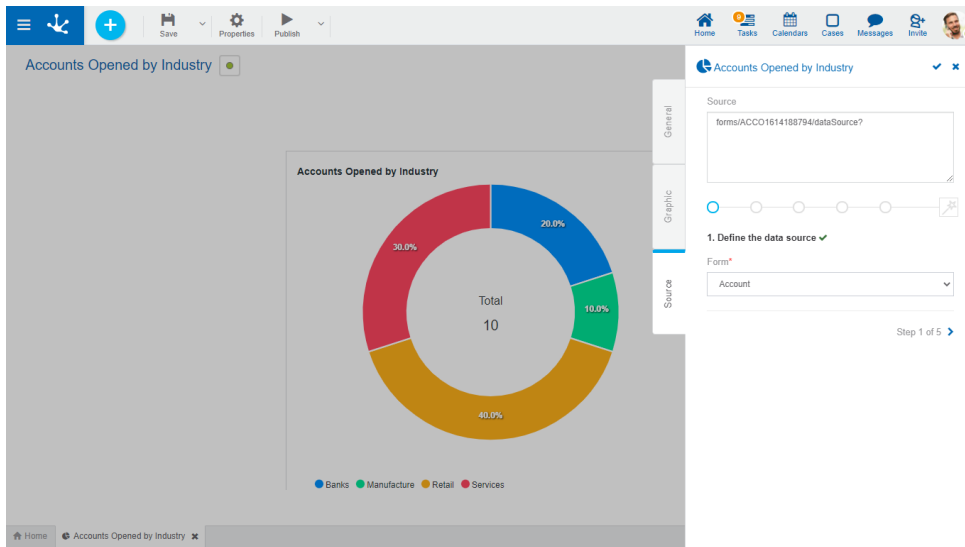 Save
Properties
Publish
Home
Tasks
Calendars
Cases
Messages
Invite
Accounts Opened by Industry
Accounts Opened by Industry
General
Graphic
Source
Source
forms/ACCO1614188794/dataSource?
1. Define the data source
Form*
Account
Step 1 of 5
Accounts Opened by Industry
20.0%
30.0%
10.0%
40.0%
Total
10
Banks Manufacture Retail Services
Home Accounts Opened by Industry